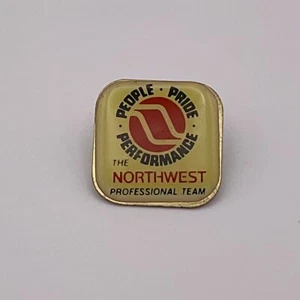 PEOPLE · PRIDE · PERFORMANCE ·
THE
NORTHWEST
PROFESSIONAL TEAM